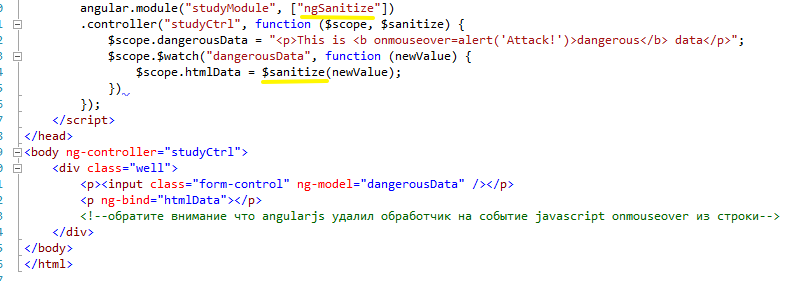 angular.module("studyModule", ["ngSanitize"])
.controller("studyCtrl", function ($scope, $sanitize) {
$scope.dangerousData = "<p>This is <b onmouseover=alert('Attack!')>dangerous</b> data</p>";
$scope.$watch("dangerousData", function (newValue) {
$scope.htmlData = $sanitize(newValue);
})
});
</script>
</head>
<body ng-controller="studyCtrl">
<div class="well">
<p><input class="form-control" ng-model="dangerousData" /></p>
<p ng-bind="htmlData"></p>
<!--обратите внимание что angularjs удалил обработчик на событие javascript onmouseover из строки-->
</div>
</body>
</html>